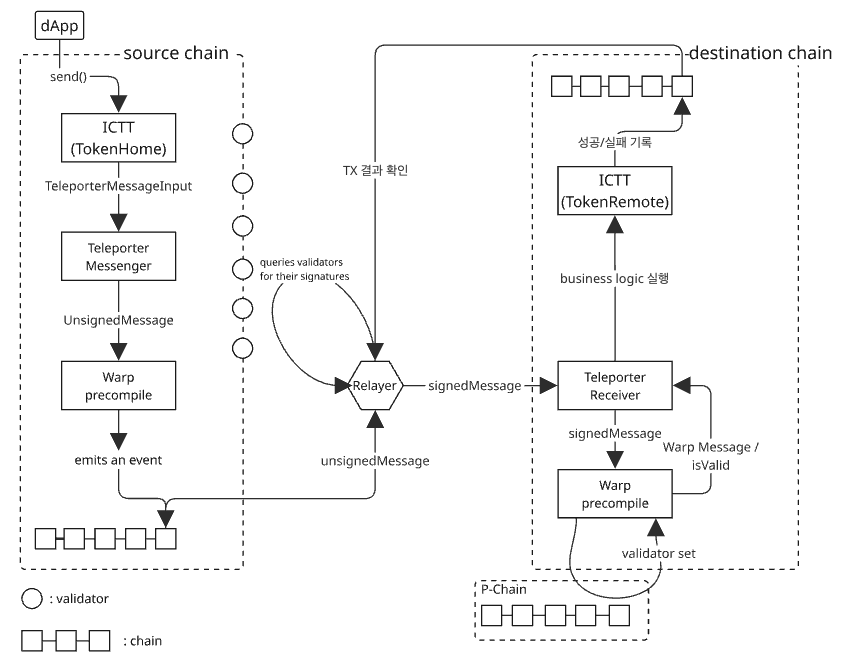 dApp
source chain
send()
ICTT
(TokenHome)
TeleporterMessageInput
Teleporter
Messenger
UnsignedMessage
Warp
precompile
emits an event
: validator
: chain
TX 결과 확인
queries validators
for their signatures
Relayer
signedMessage
unsignedMessage
destination chain
성공/실패 기록
ICTT
(TokenRemote)
business logic 실행
Teleporter
Receiver
signedMessage
Warp Message /
isValid
Warp
precompile
validator set
P-Chain